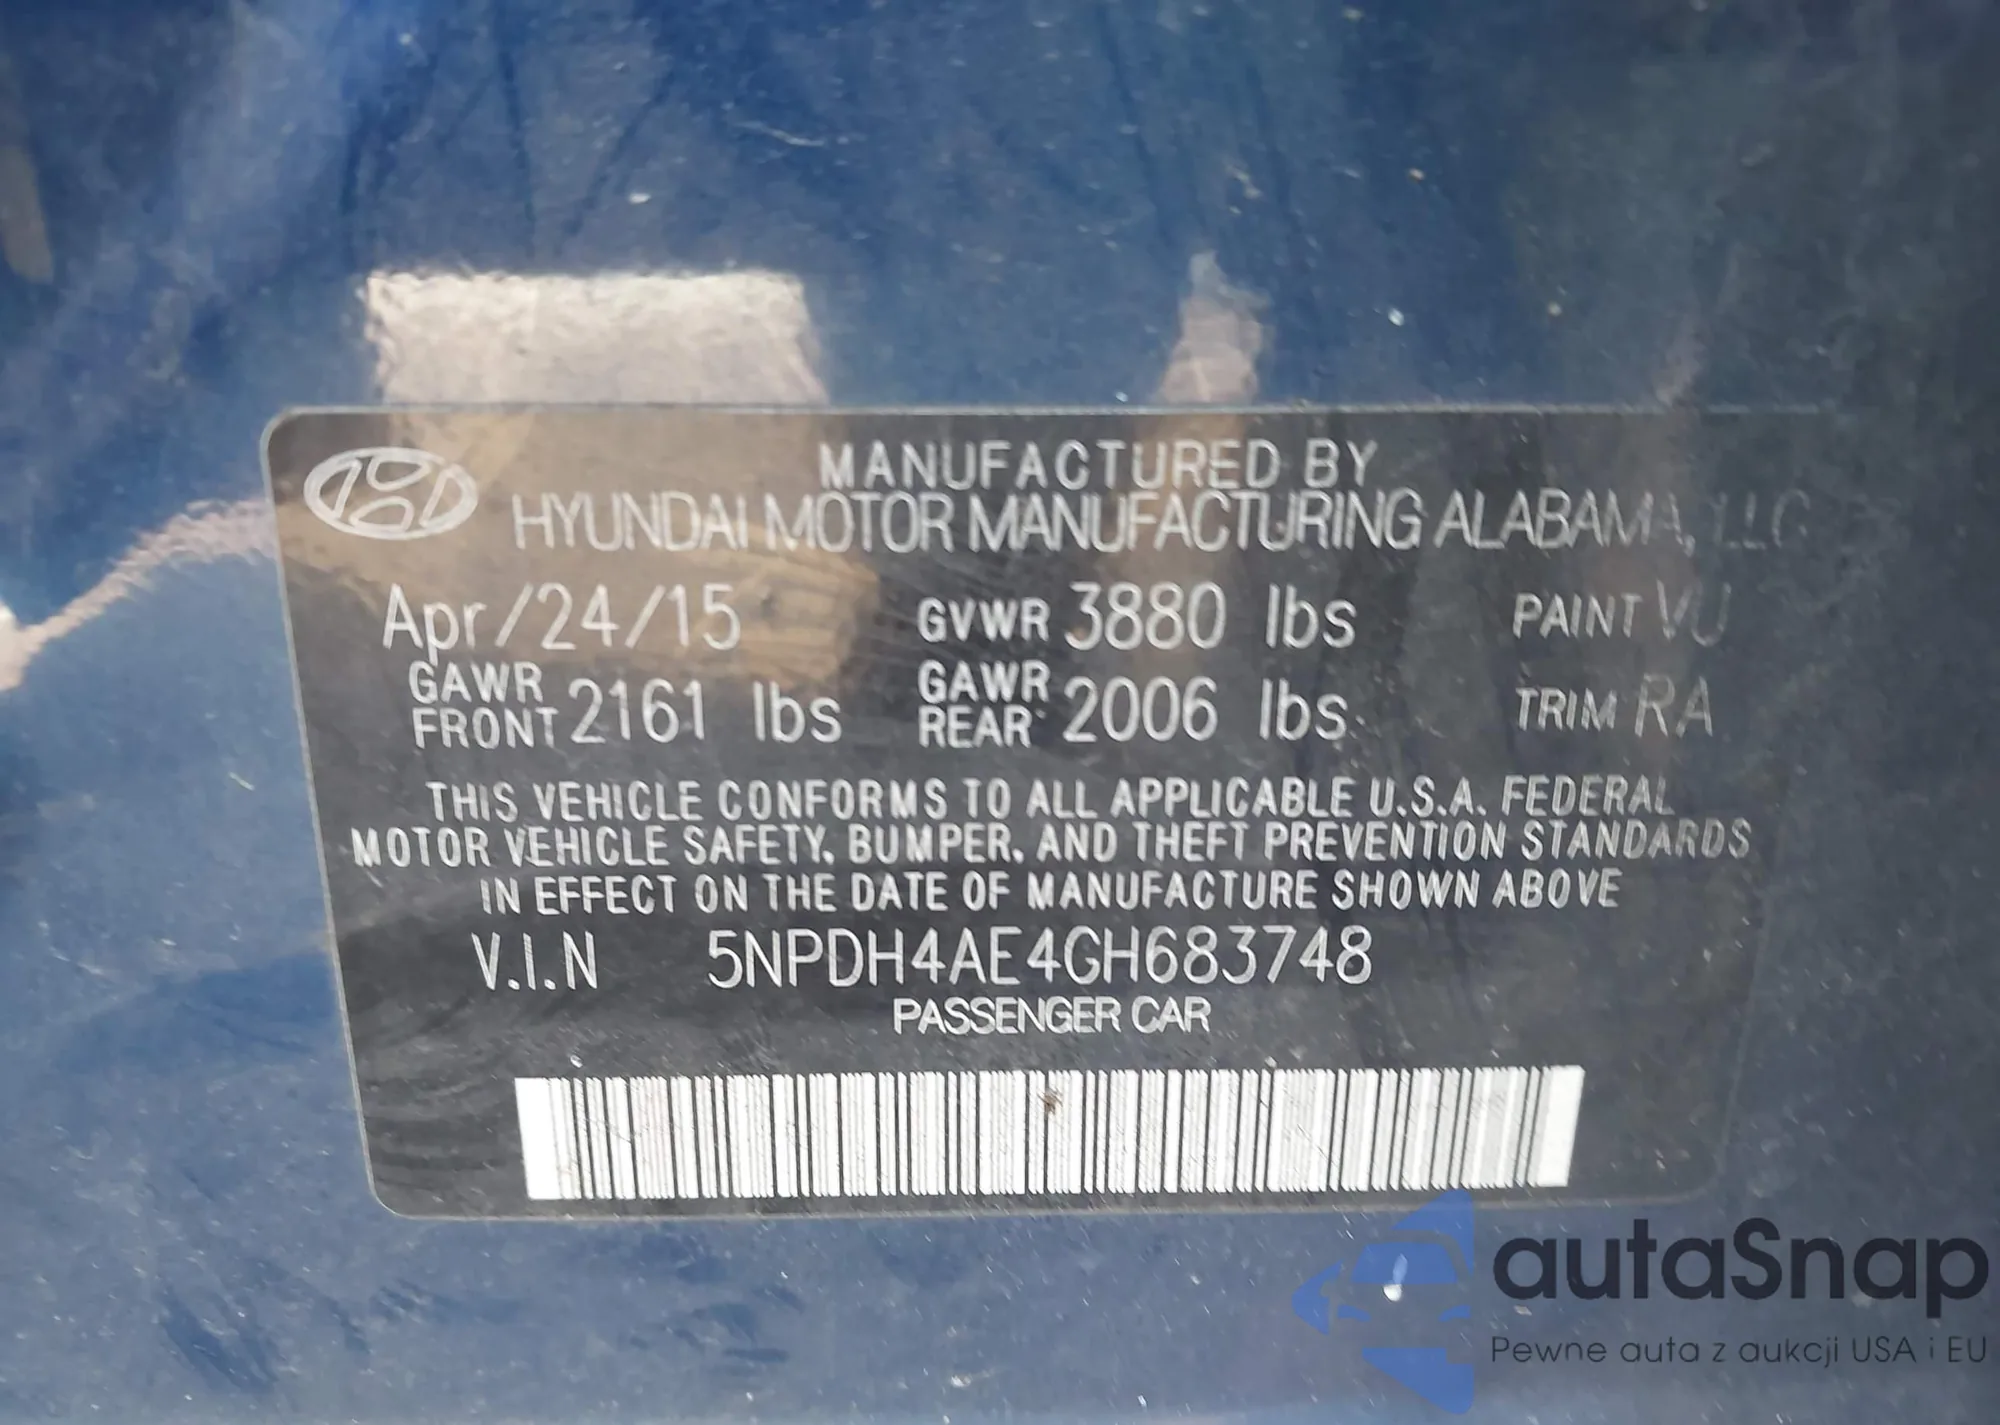 MANUFACTURED BY
HYUNDAI MOTOR MANUFACTURING ALABAMA, LLC
Apr/24/15 GVWR 3880 lbs PAINT VU
GAWR FRONT 2161 lbs GAWR REAR 2006 lbs TRIM RA
THIS VEHICLE CONFORMS TO ALL APPLICABLE U.S.A. FEDERAL
MOTOR VEHICLE SAFETY, BUMPER, AND THEFT PREVENTION STANDARDS
IN EFFECT ON THE DATE OF MANUFACTURE SHOWN ABOVE
V.I.N 5NPDH4AE4GH683748
PASSENGER CAR
autaSnap
Pewne auta z aukcji USA i EU